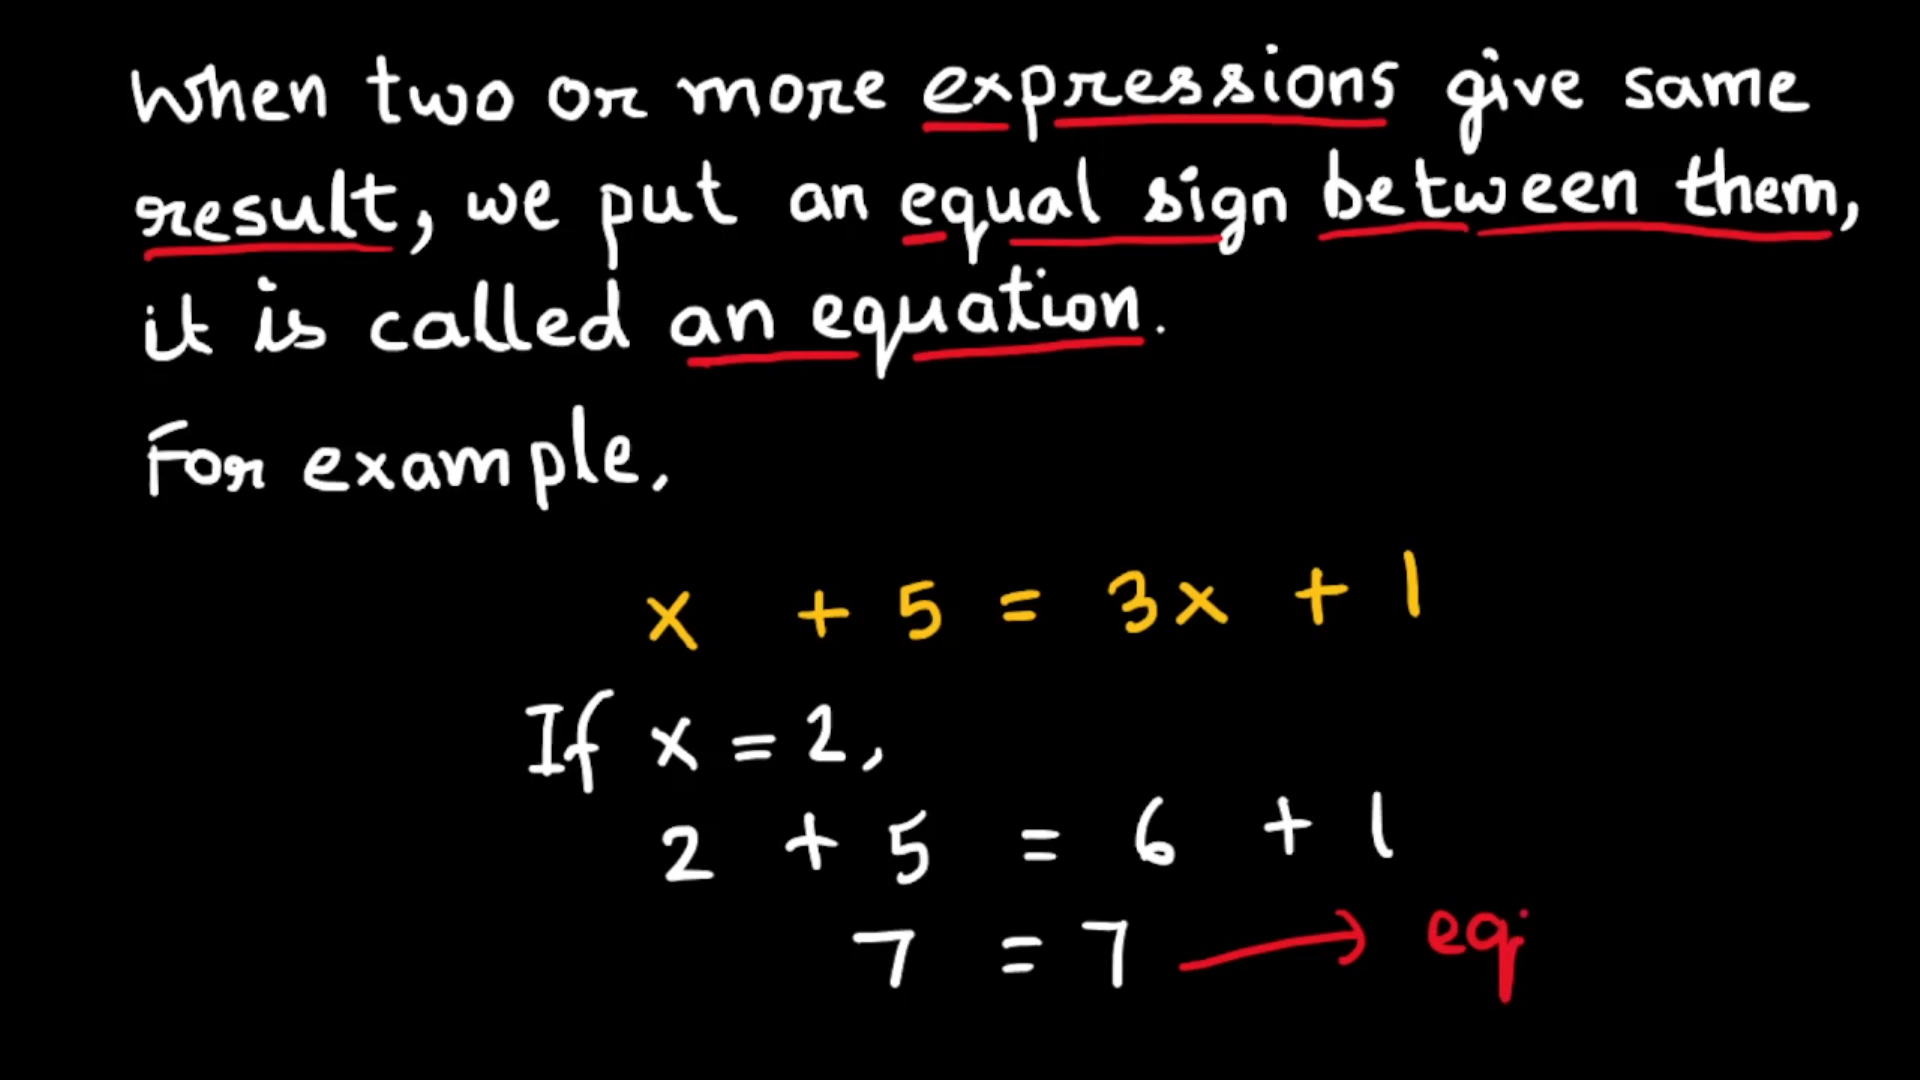 When two or more expressions give same
result, we put an equal sign between them,
it is called an equation.
For example,
x + 5 = 3x + 1
If x = 2,
2 + 5 = 6 + 1
7 = 7 → eq